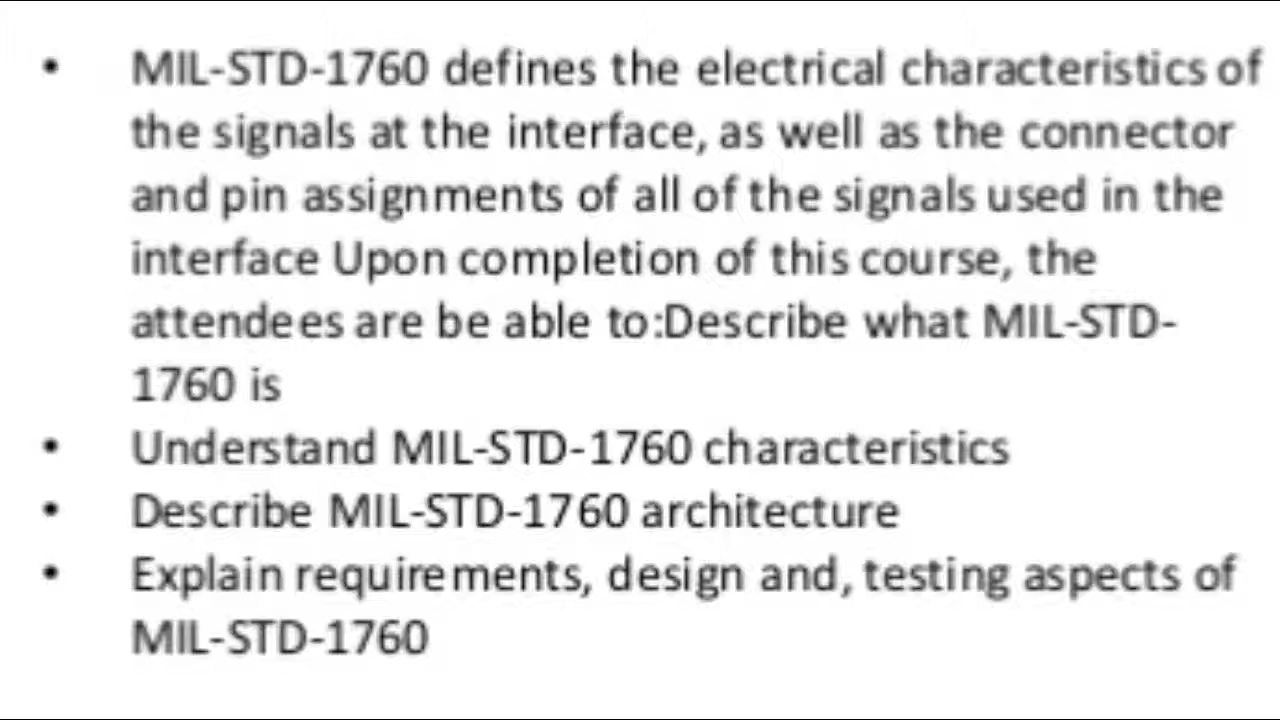 • MIL-STD-1760 defines the electrical characteristics of
the signals at the interface, as well as the connector
and pin assignments of all of the signals used in the
interface Upon completion of this course, the
attendees are be able to:Describe what MIL-STD-
1760 is
• Understand MIL-STD-1760 characteristics
• Describe MIL-STD-1760 architecture
• Explain requirements, design and, testing aspects of
MIL-STD-1760